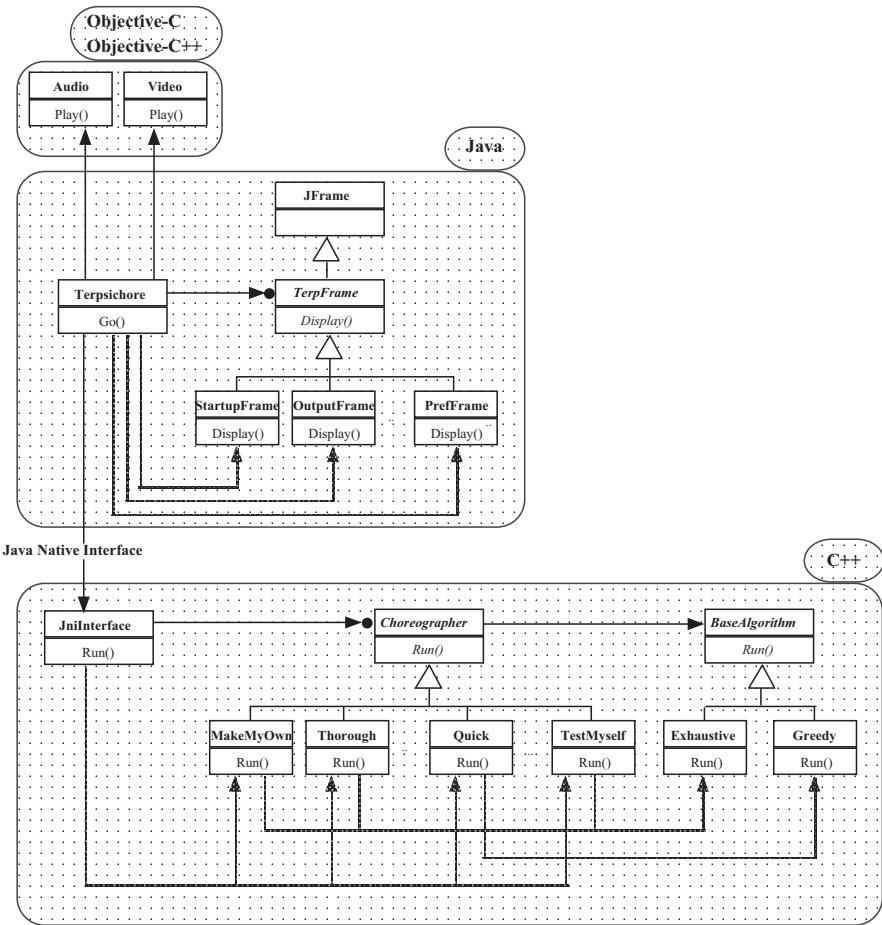 Objective-C
Objective-C++
Audio
Video
Play()
Play()
Java
JFrame
Terpsichore
TerpFrame
Go()
Display()
StartupFrame
OutputFrame
PrefFrame
Display()
Display()
Display()
Java Native Interface
C++
JniInterface
Choreographer
BaseAlgorithm
Run()
Run()
Run()
MakeMyOwn
Thorough
Quick
TestMyself
Exhaustive
Greedy
Run()
Run()
Run()
Run()
Run()
Run()